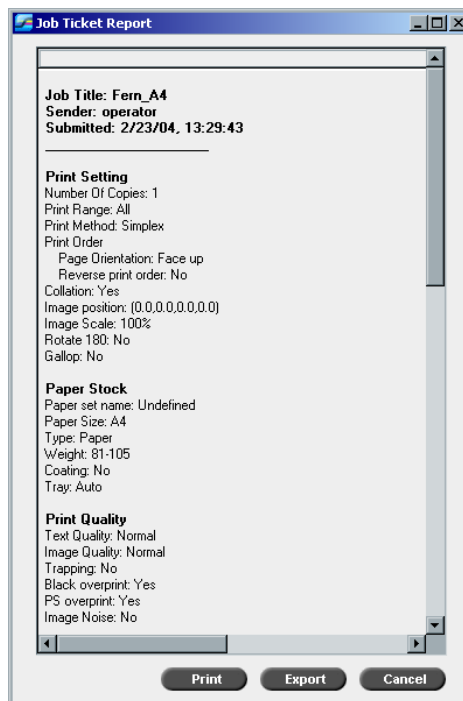 Job Ticket Report
Job Title: Fern_A4
Sender: operator
Submitted: 2/23/04, 13:29:43
Print Setting
Number Of Copies: 1
Print Range: All
Print Method: Simplex
Print Order
Page Orientation: Face up
Reverse print order: No
Collation: Yes
Image position: (0.0,0.0,0.0,0.0)
Image Scale: 100%
Rotate 180: No
Gallop: No
Paper Stock
Paper set name: Undefined
Paper Size: A4
Type: Paper
Weight: 81-105
Coating: No
Tray: Auto
Print Quality
Text Quality: Normal
Image Quality: Normal
Trapping: No
Black overprint: Yes
PS overprint: Yes
Image Noise: No
Print Export Cancel